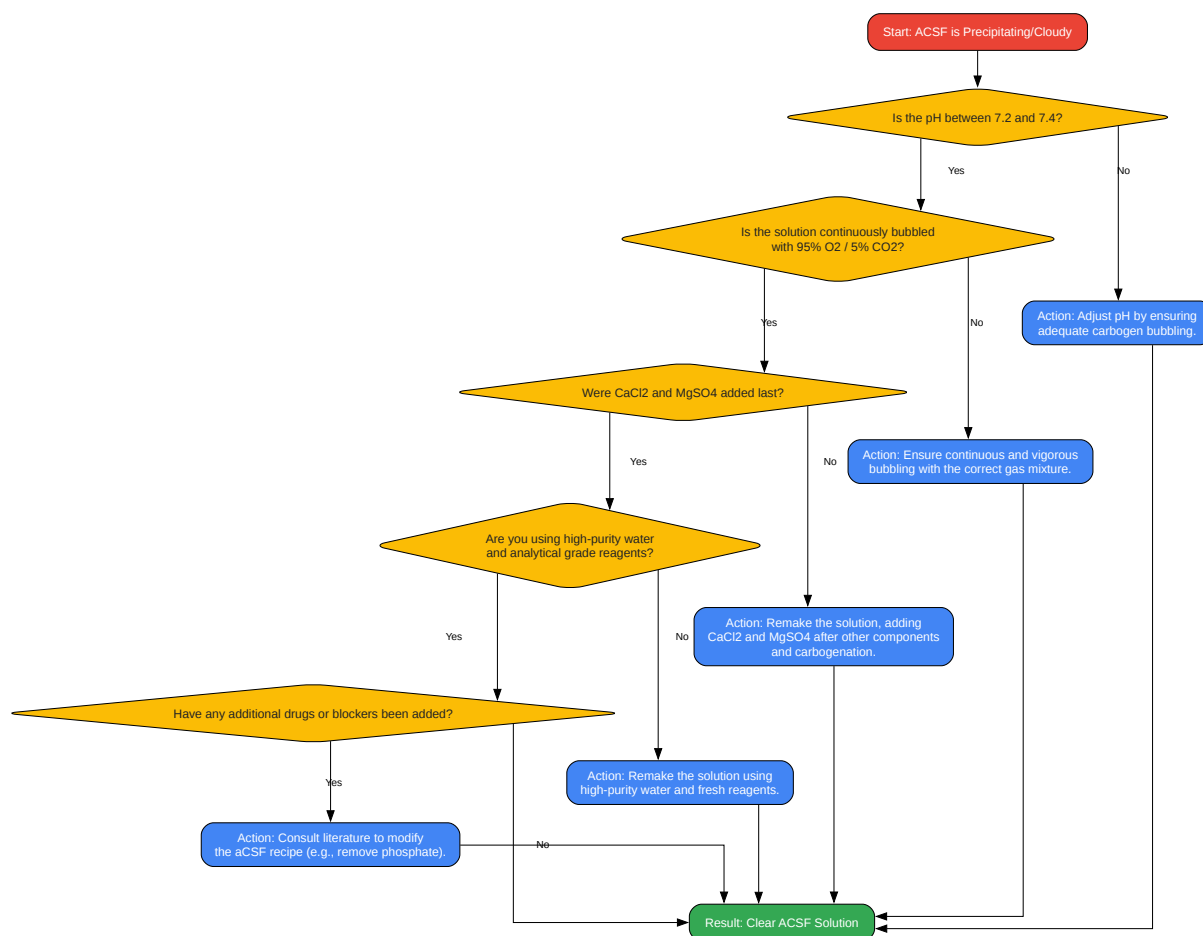 Start: ACSF is Precipitating/Cloudy
Is the pH between 7.2 and 7.4?
Yes
No
Is the solution continuously bubbled
with 95% O2 / 5% CO2?
Yes
No
Action: Adjust pH by ensuring
adequate carbogen bubbling.
Were CaCl2 and MgSO4 added last?
Yes
No
Action: Ensure continuous and vigorous
bubbling with the correct gas mixture.
Are you using high-purity water
and analytical grade reagents?
Yes
No
Action: Remake the solution, adding
CaCl2 and MgSO4 after other components
and carbogenation.
Have any additional drugs or blockers been added?
Yes
Action: Remake the solution using
high-purity water and fresh reagents.
Action: Consult literature to modify
the aCSF recipe (e.g., remove phosphate).
No
Result: Clear ACSF Solution